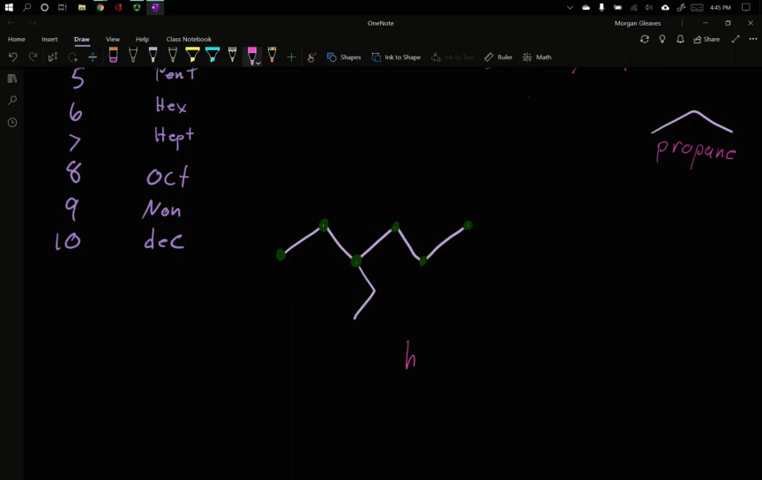 4:45 PM
OneNote
Morgan Gleaves
Home Insert Draw View Help Class Notebook
Share
Shapes Ink to Shape Ink to Text Ruler Math
5 Pent
6 Hex
7 Hept
8 Oct
9 Non
10 dec
propane
h